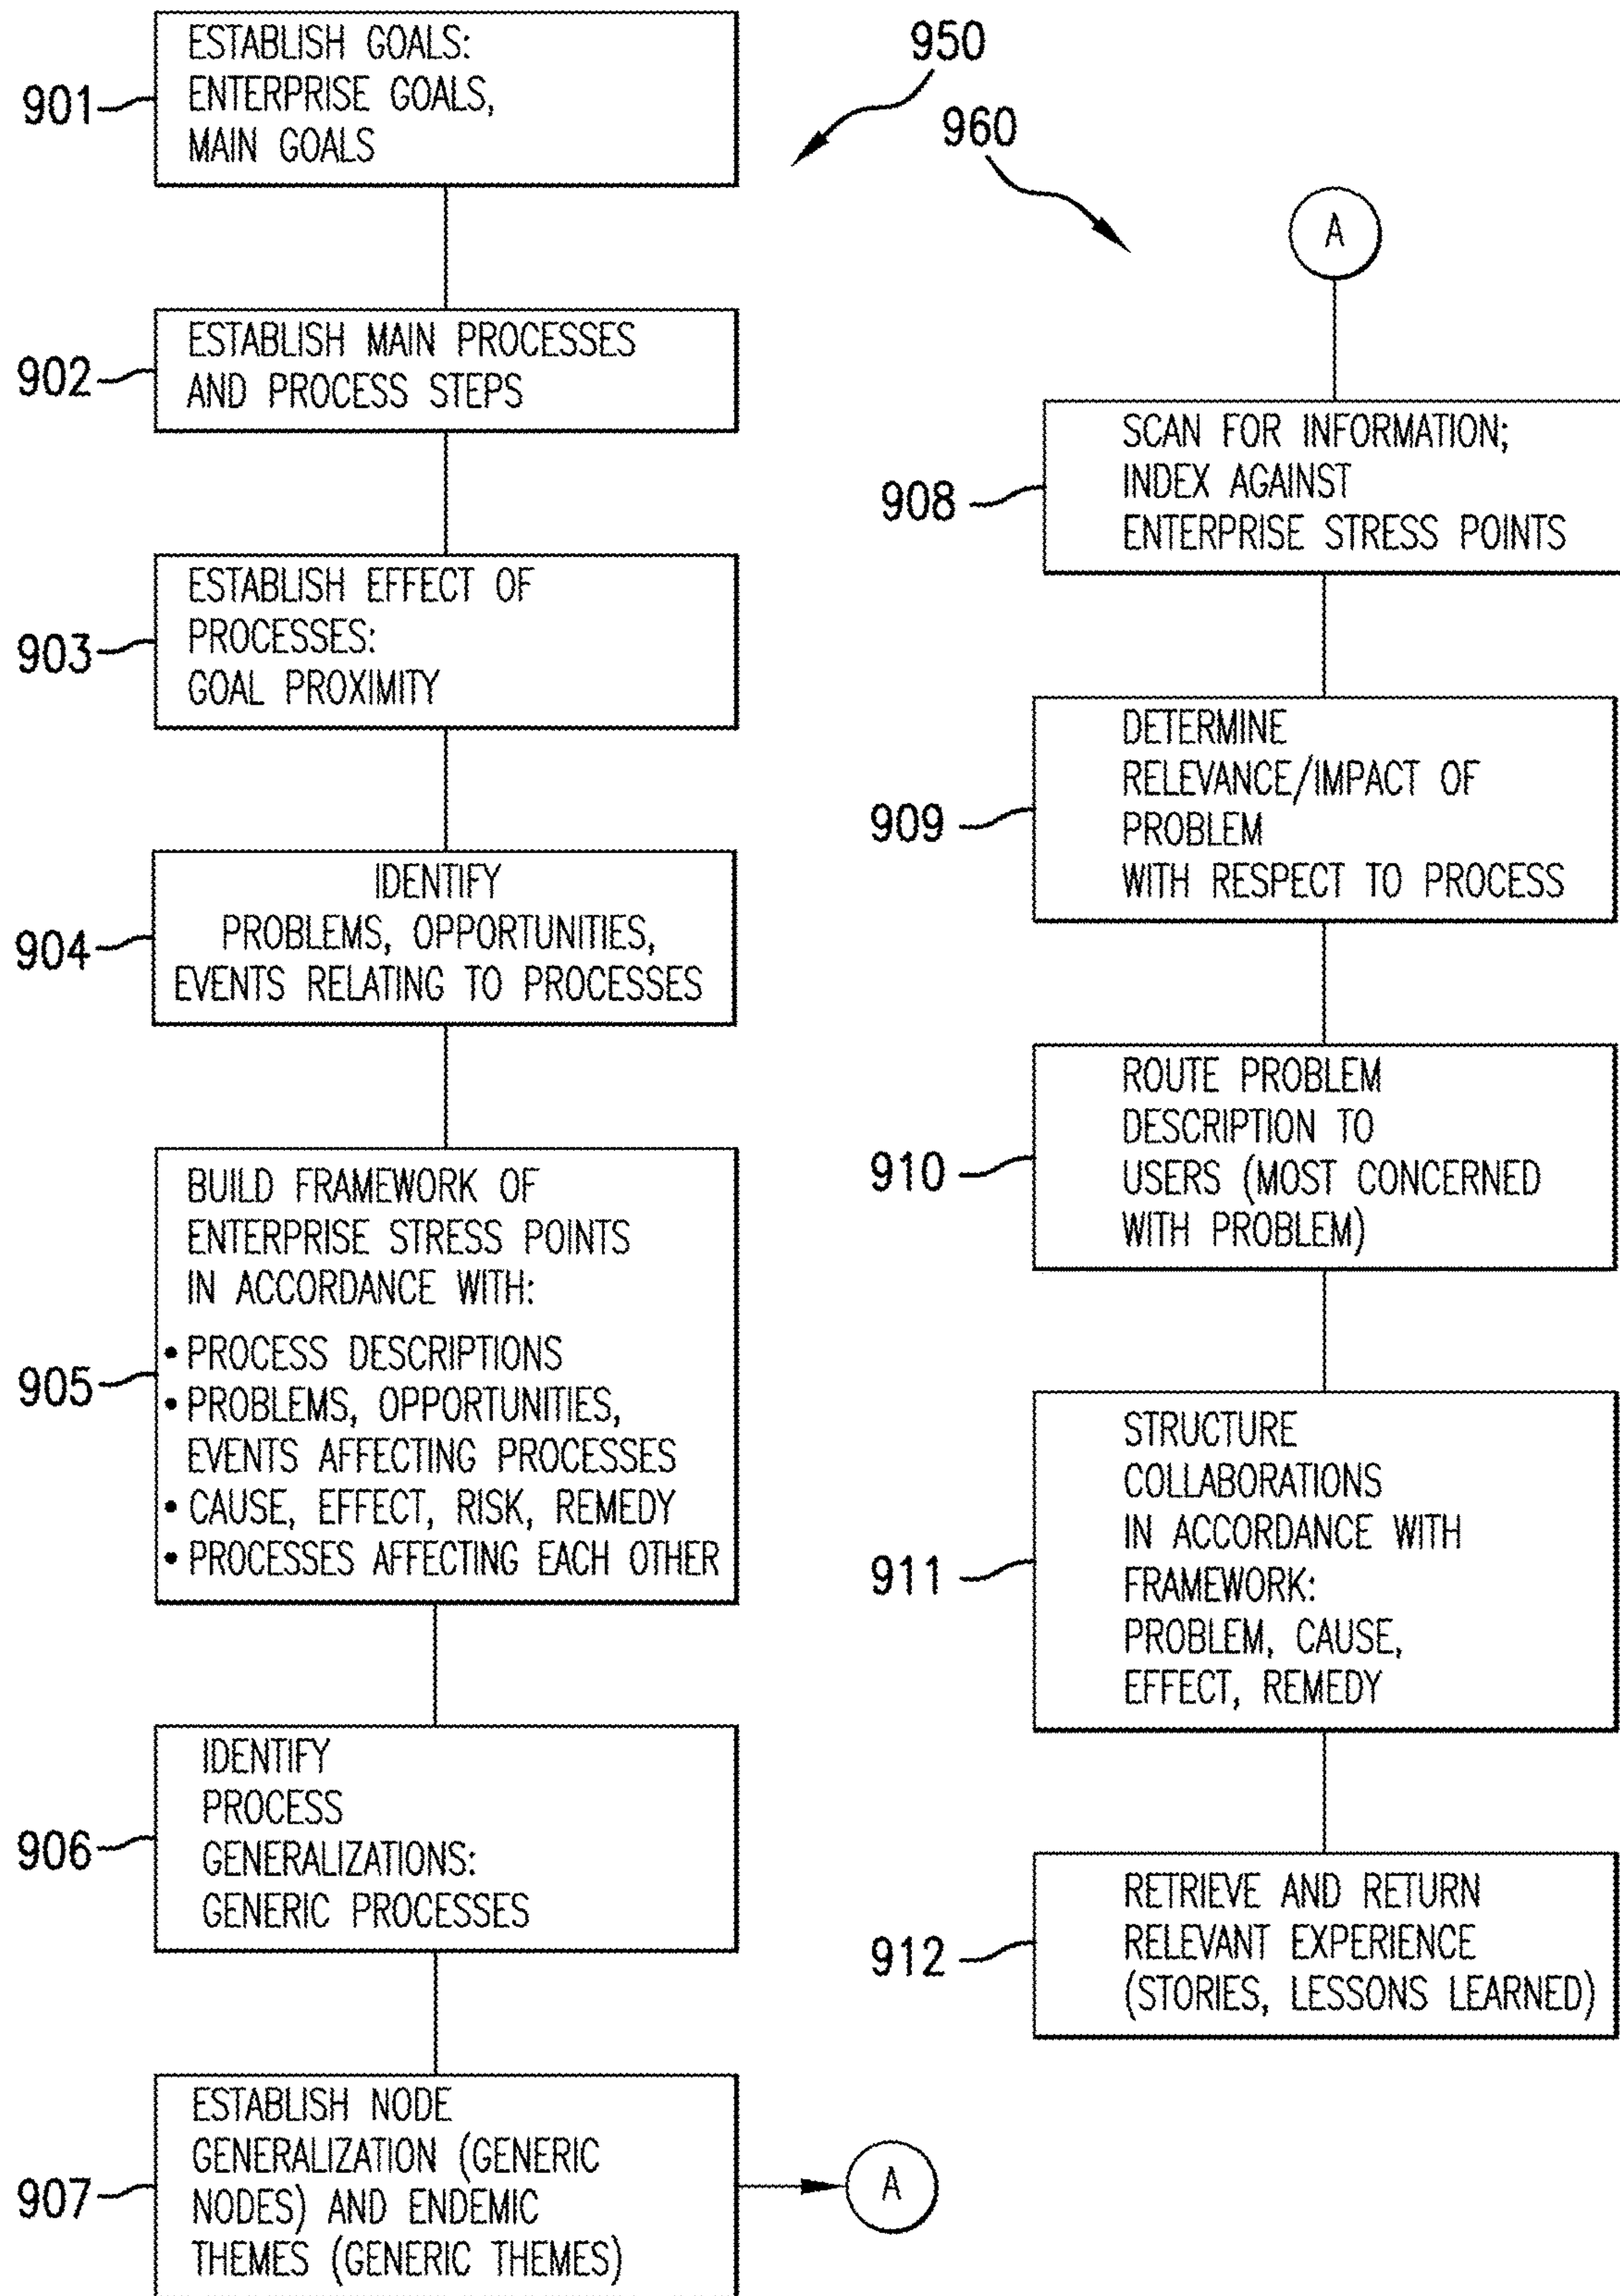 950
901
ESTABLISH GOALS:
ENTERPRISE GOALS,
MAIN GOALS
902
ESTABLISH MAIN PROCESSES
AND PROCESS STEPS
903
ESTABLISH EFFECT OF
PROCESSES:
GOAL PROXIMITY
904
IDENTIFY
PROBLEMS, OPPORTUNITIES,
EVENTS RELATING TO PROCESSES
905
BUILD FRAMEWORK OF
ENTERPRISE STRESS POINTS
IN ACCORDANCE WITH:
• PROCESS DESCRIPTIONS
• PROBLEMS, OPPORTUNITIES,
EVENTS AFFECTING PROCESSES
• CAUSE, EFFECT, RISK, REMEDY
• PROCESSES AFFECTING EACH OTHER
906
IDENTIFY
PROCESS
GENERALIZATIONS:
GENERIC PROCESSES
907
ESTABLISH NODE
GENERALIZATION (GENERIC
NODES) AND ENDEMIC
THEMES (GENERIC THEMES)
A
960
A
908
SCAN FOR INFORMATION;
INDEX AGAINST
ENTERPRISE STRESS POINTS
909
DETERMINE
RELEVANCE/IMPACT OF
PROBLEM
WITH RESPECT TO PROCESS
910
ROUTE PROBLEM
DESCRIPTION TO
USERS (MOST CONCERNED
WITH PROBLEM)
911
STRUCTURE
COLLABORATIONS
IN ACCORDANCE WITH
FRAMEWORK:
PROBLEM, CAUSE,
EFFECT, REMEDY
912
RETRIEVE AND RETURN
RELEVANT EXPERIENCE
(STORIES, LESSONS LEARNED)